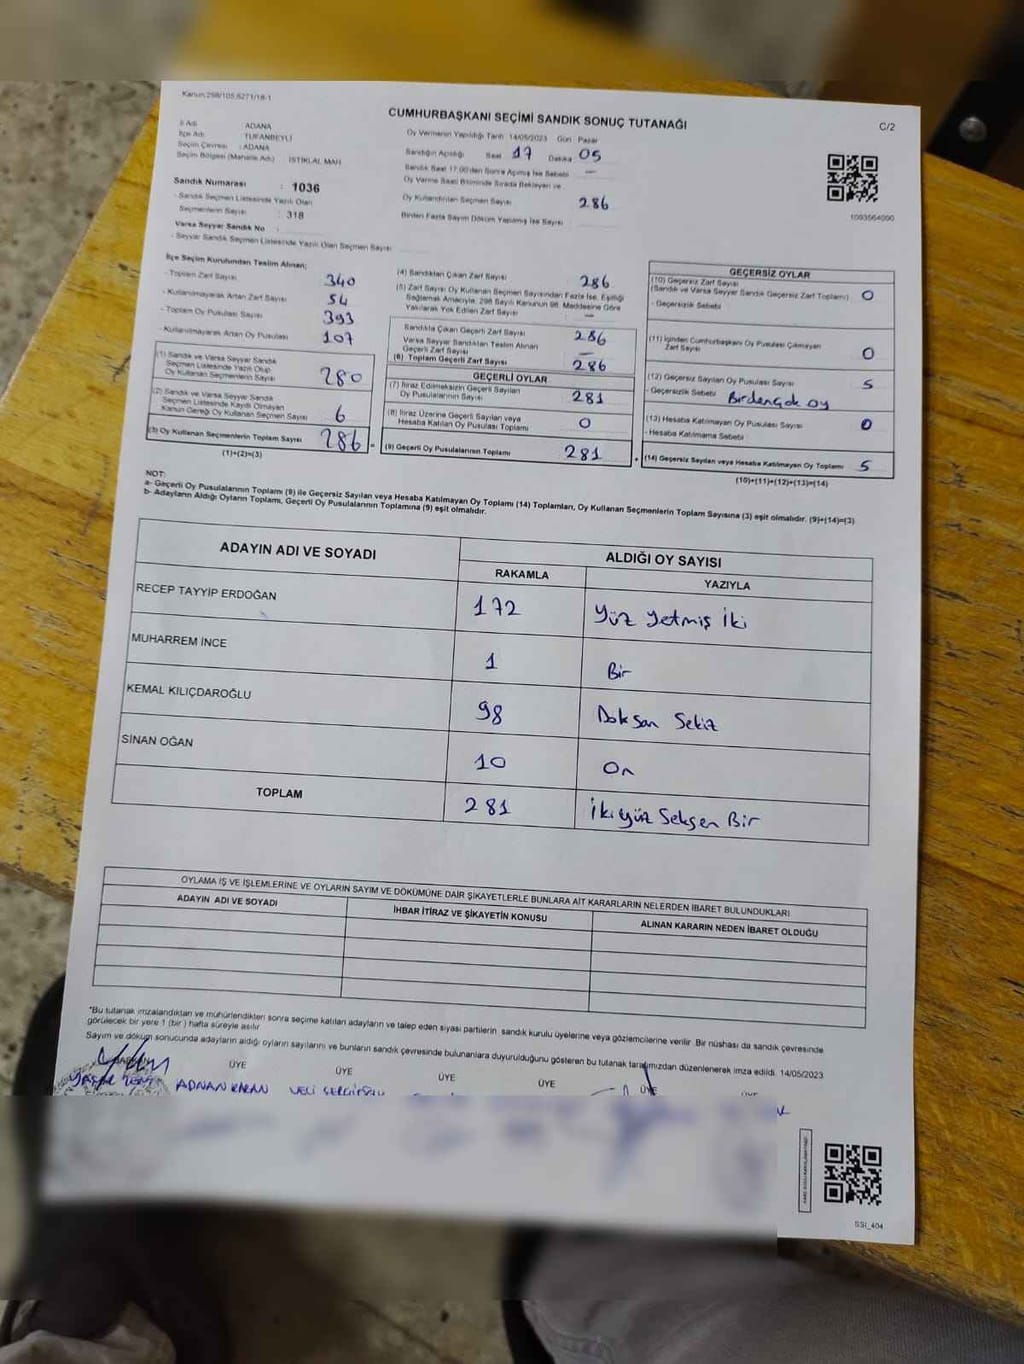 Kanun:298/105,6271/18-1
CUMHURBAŞKANI SEÇİMİ SANDIK SONUÇ TUTANAĞI
C/2
İl Adı : ADANA
İlçe Adı : TUFANBEYLİ
Seçim Çevresi : ADANA
Seçim Bölgesi (Mahalle Adı) : İSTİKLAL MAH
Sandık Numarası : 1036
- Sandık Seçmen Listesinde Yazılı Olan
Seçmenlerin Sayısı : 318
Varsa Seyyar Sandık No :
- Seyyar Sandık Seçmen Listesinde Yazılı Olan Seçmen Sayısı
Oy Vermenin Yapıldığı Tarih 14/05/2023 Gün Pazar
Sandığın Açıldığı Saat 17 Dakika 05
Sandık Saat 17.00'den Sonra Açılmış İse Sebebi —
Oy Verme Saati Bitiminde Sırada Bekleyen ve
Oy Kullandırılan Seçmen Sayısı 286
Birden Fazla Sayım Döküm Yapılmış İse Sayısı
1003564000
İlçe Seçim Kurulundan Teslim Alınan;
- Toplam Zarf Sayısı 340
- Kullanılmayarak Artan Zarf Sayısı 54
- Toplam Oy Pusulası Sayısı 393
- Kullanılmayarak Artan Oy Pusulası 107
(1) Sandık ve Varsa Seyyar Sandık
Seçmen Listesinde Yazılı Olup
Oy Kullanan Seçmenlerin Sayısı 280
(2) Sandık ve Varsa Seyyar Sandık
Seçmen Listesinde Kayıtlı Olmayan
Kanun Gereği Oy Kullanan Seçmen Sayısı 6
(3) Oy Kullanan Seçmenlerin Toplam Sayısı 286 =
(1)+(2)=(3)
(4) Sandıktan Çıkan Zarf Sayısı 286
(5) Zarf Sayısı Oy Kullanan Seçmen Sayısından Fazla İse, Eşitliği
Sağlamak Amacıyla, 298 Sayılı Kanunun 98. Maddesine Göre
Yakılarak Yok Edilen Zarf Sayısı —
Sandıkta Çıkan Geçerli Zarf Sayısı 286
Varsa Seyyar Sandıktan Teslim Alınan
Geçerli Zarf Sayısı —
(6) Toplam Geçerli Zarf Sayısı 286
GEÇERLİ OYLAR
(7) İtiraz Edilmeksizin Geçerli Sayılan
Oy Pusulalarının Sayısı 281
(8) İtiraz Üzerine Geçerli Sayılan veya
Hesaba Katılan Oy Pusulası Toplamı 0
(9) Geçerli Oy Pusulalarının Toplamı 281 +
GEÇERSİZ OYLAR
(10) Geçersiz Zarf Sayısı
(Sandık ve Varsa Seyyar Sandık Geçersiz Zarf Toplamı) 0
- Geçersizlik Sebebi
(11) İçinden Cumhurbaşkanı Oy Pusulası Çıkmayan
Zarf Sayısı 0
(12) Geçersiz Sayılan Oy Pusulası Sayısı 5
- Geçersizlik Sebebi Birden Çok oy
(13) Hesaba Katılmayan Oy Pusulası Sayısı 0
- Hesaba Katılmama Sebebi
(14) Geçersiz Sayılan veya Hesaba Katılmayan Oy Toplamı 5
(10)+(11)+(12)+(13)=(14)
NOT:
a- Geçerli Oy Pusulalarının Toplamı (9) ile Geçersiz Sayılan veya Hesaba Katılmayan Oy Toplamı (14) Toplamları, Oy Kullanan Seçmenlerin Toplam Sayısına (3) eşit olmalıdır. (9)+(14)=(3)
b- Adayların Aldığı Oyların Toplamı, Geçerli Oy Pusulalarının Toplamına (9) eşit olmalıdır.
ADAYIN ADI VE SOYADI ALDIĞI OY SAYISI
RAKAMLA YAZIYLA
RECEP TAYYİP ERDOĞAN 172 Yüz Yetmiş İki
MUHARREM İNCE 1 Bir
KEMAL KILIÇDAROĞLU 98 Doksan Sekiz
SİNAN OĞAN 10 On
TOPLAM 281 İkiyüz Seksen Bir
OYLAMA İŞ VE İŞLEMLERİNE VE OYLARIN SAYIM VE DÖKÜMÜNE DAİR ŞİKAYETLERLE BUNLARA AİT KARARLARIN NELERDEN İBARET BULUNDUKLARI
ADAYIN ADI VE SOYADI İHBAR İTİRAZ VE ŞİKAYETİN KONUSU ALINAN KARARIN NEDEN İBARET OLDUĞU
*Bu tutanak imzalandıktan ve mühürlendikten sonra seçime katılan adayların ve talep eden siyasi partilerin sandık kurulu üyelerine veya gözlemcilerine verilir. Bir nüshası da sandık çevresinde
görülecek bir yere 1 (bir) hafta süreyle asılır
Sayım ve döküm sonucunda adayların aldığı oyların sayılarını ve bunların sandık çevresinde bulunanlara duyurulduğunu gösteren bu tutanak tarafımızdan düzenlenerek imza edildi. 14/05/2023
ÜYE ÜYE ÜYE ÜYE ÜYE
ADNAN KARAN
SSI_404